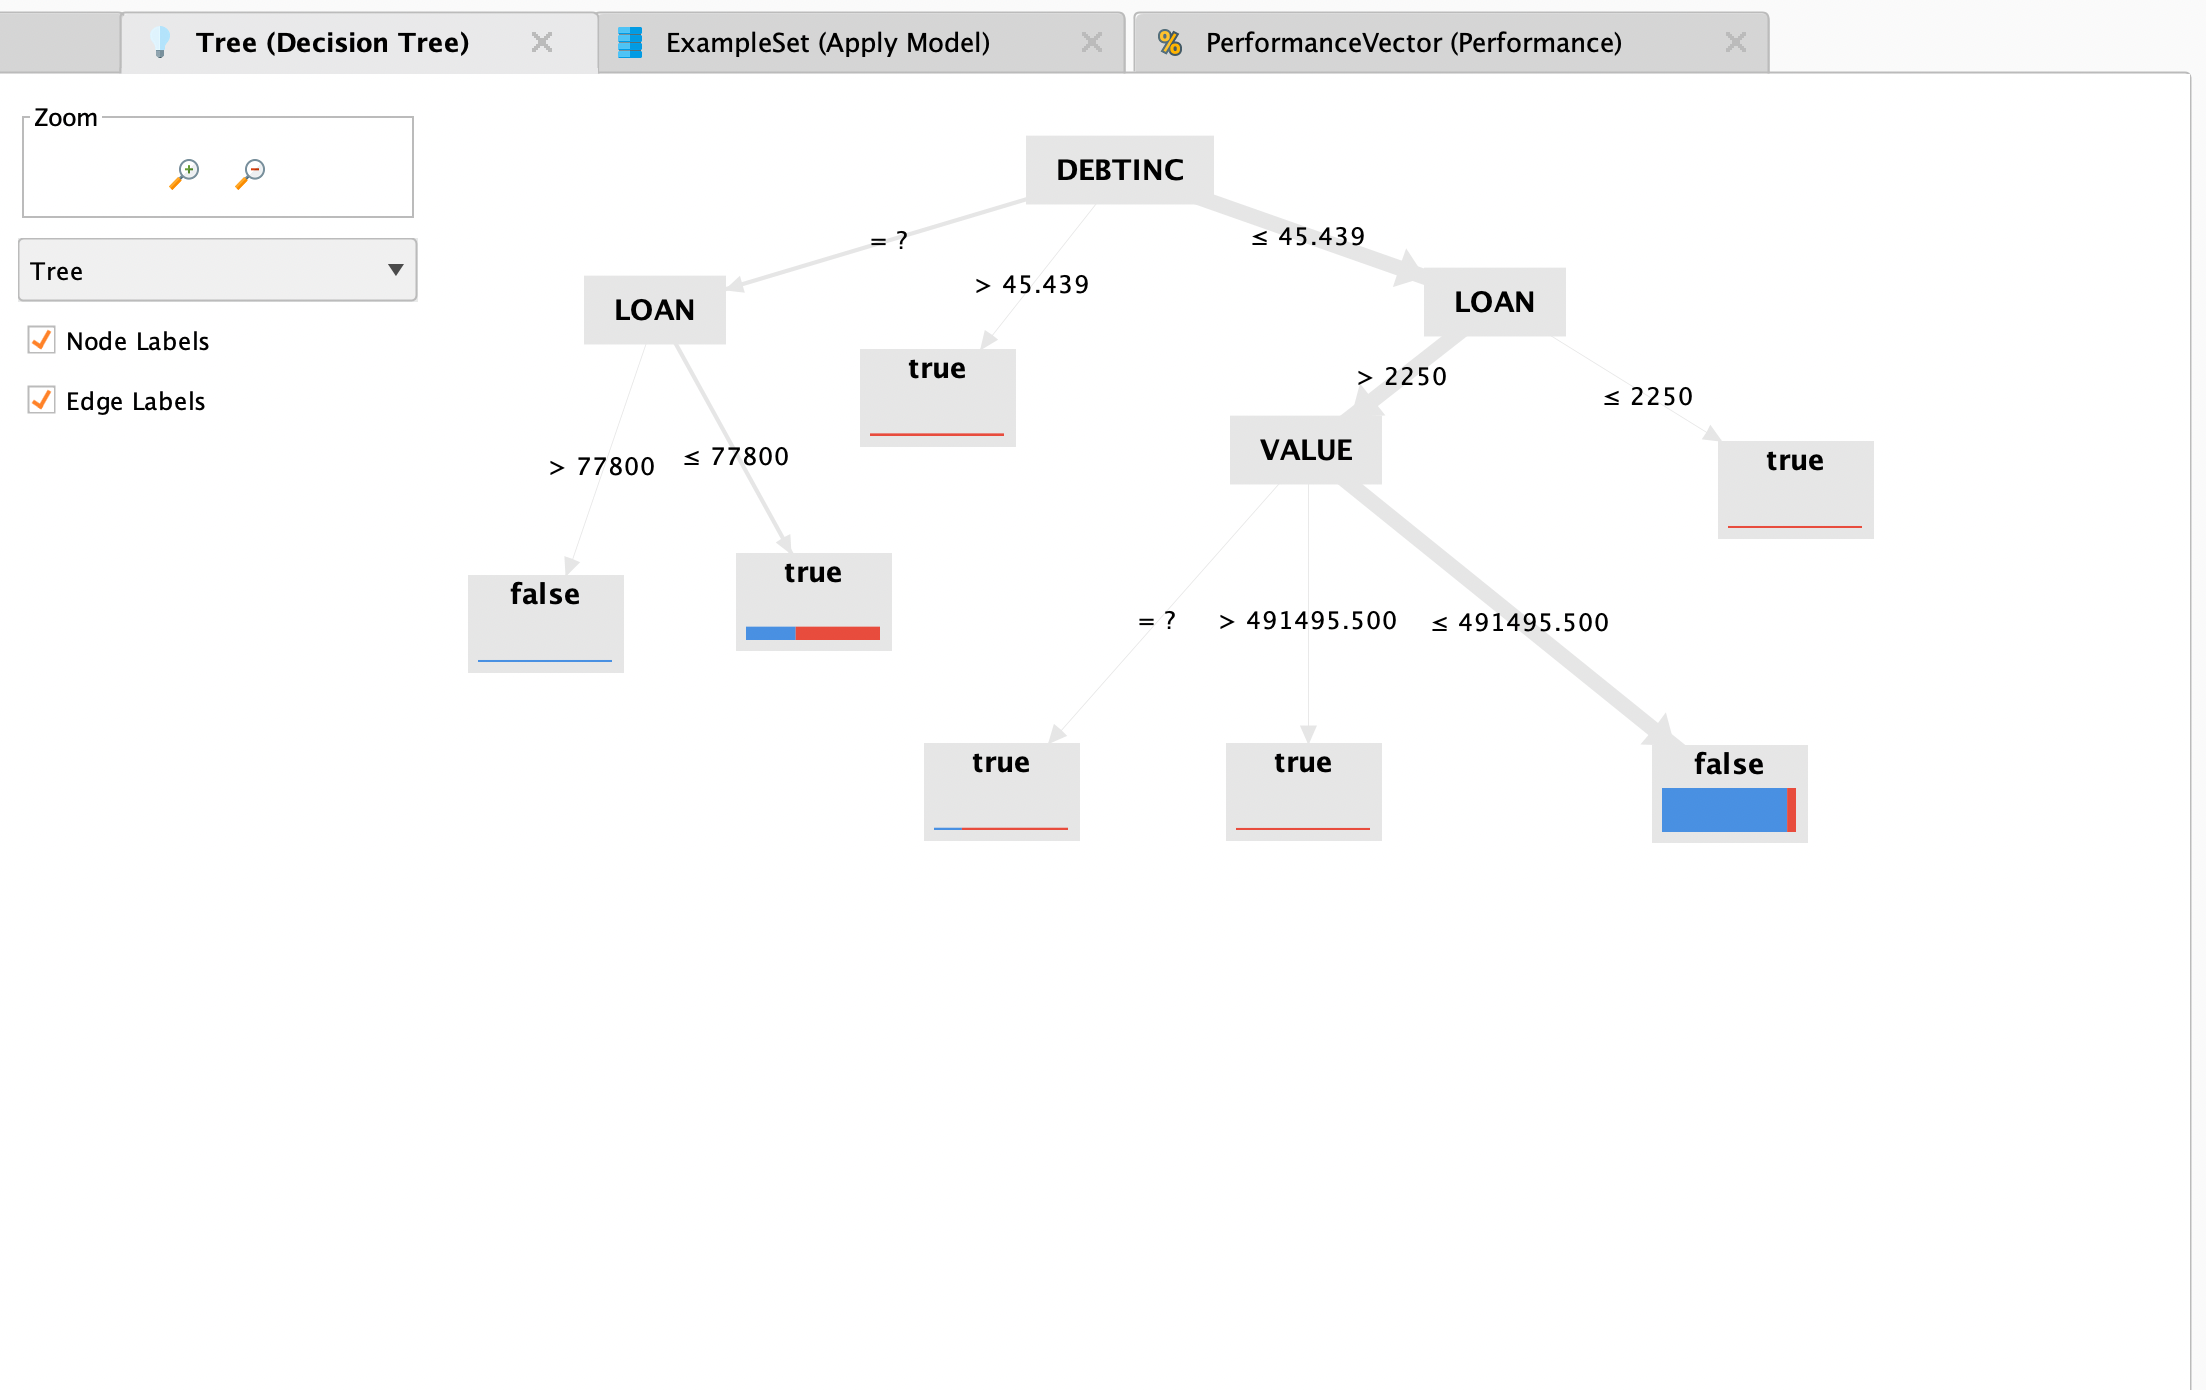 Tree (Decision Tree)
ExampleSet (Apply Model)
% PerformanceVector (Performance)
Zoom
Tree
Node Labels
Edge Labels
DEBTINC
= ?
> 45.439
≤ 45.439
LOAN
true
LOAN
> 77800
≤ 77800
> 2250
≤ 2250
false
true
VALUE
true
= ?
> 491495.500
≤ 491495.500
true
true
false